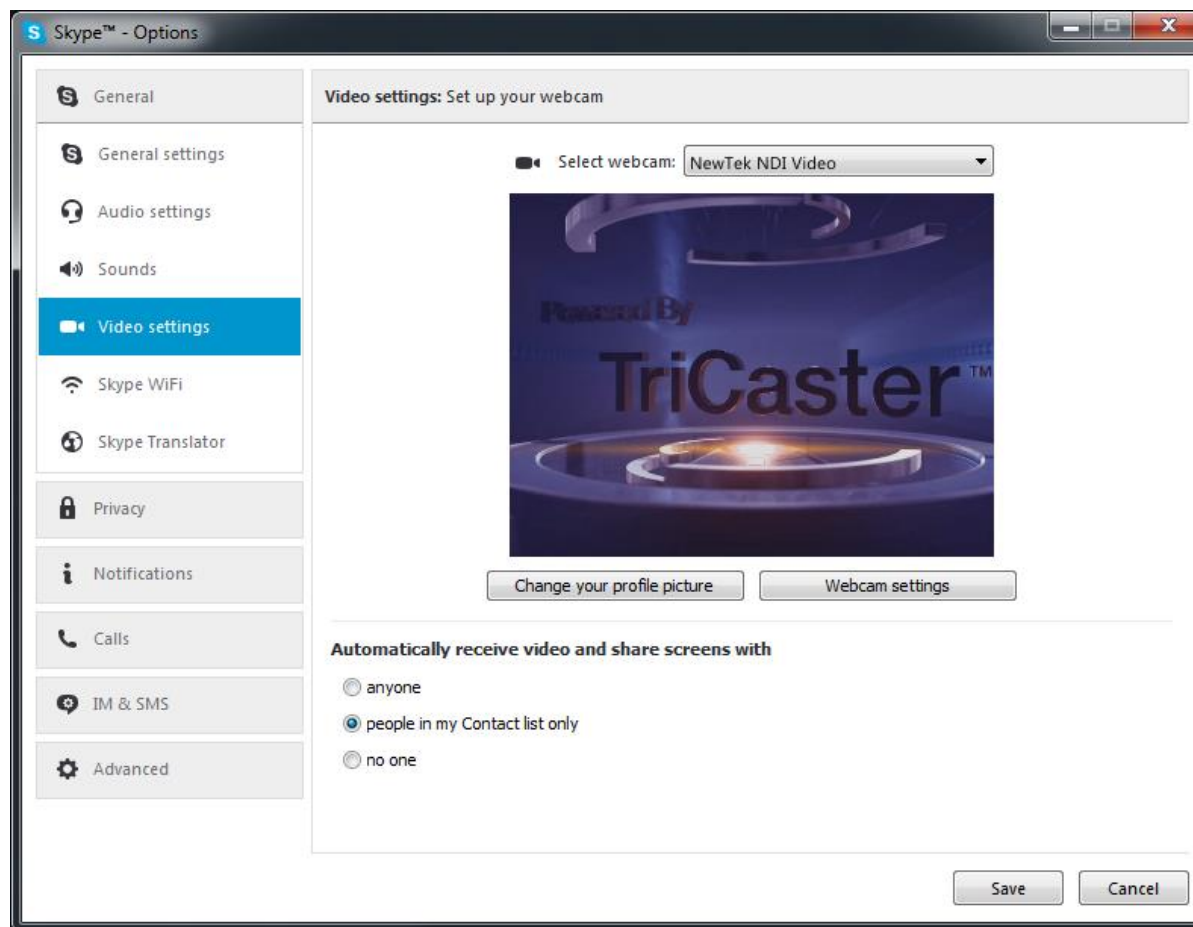 Skype™ - Options
General
General settings
Audio settings
Sounds
Video settings
Skype WiFi
Skype Translator
Privacy
Notifications
Calls
IM & SMS
Advanced
Video settings: Set up your webcam
Select webcam: NewTek NDI Video
Powered By
TriCaster™
Change your profile picture
Webcam settings
Automatically receive video and share screens with
anyone
people in my Contact list only
no one
Save
Cancel